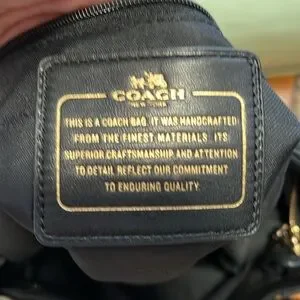 COACH
NEW YORK
THIS IS A COACH BAG. IT WAS HANDCRAFTED
FROM THE FINEST MATERIALS. ITS
SUPERIOR CRAFTSMANSHIP AND ATTENTION
TO DETAIL REFLECT OUR COMMITMENT
TO ENDURING QUALITY.